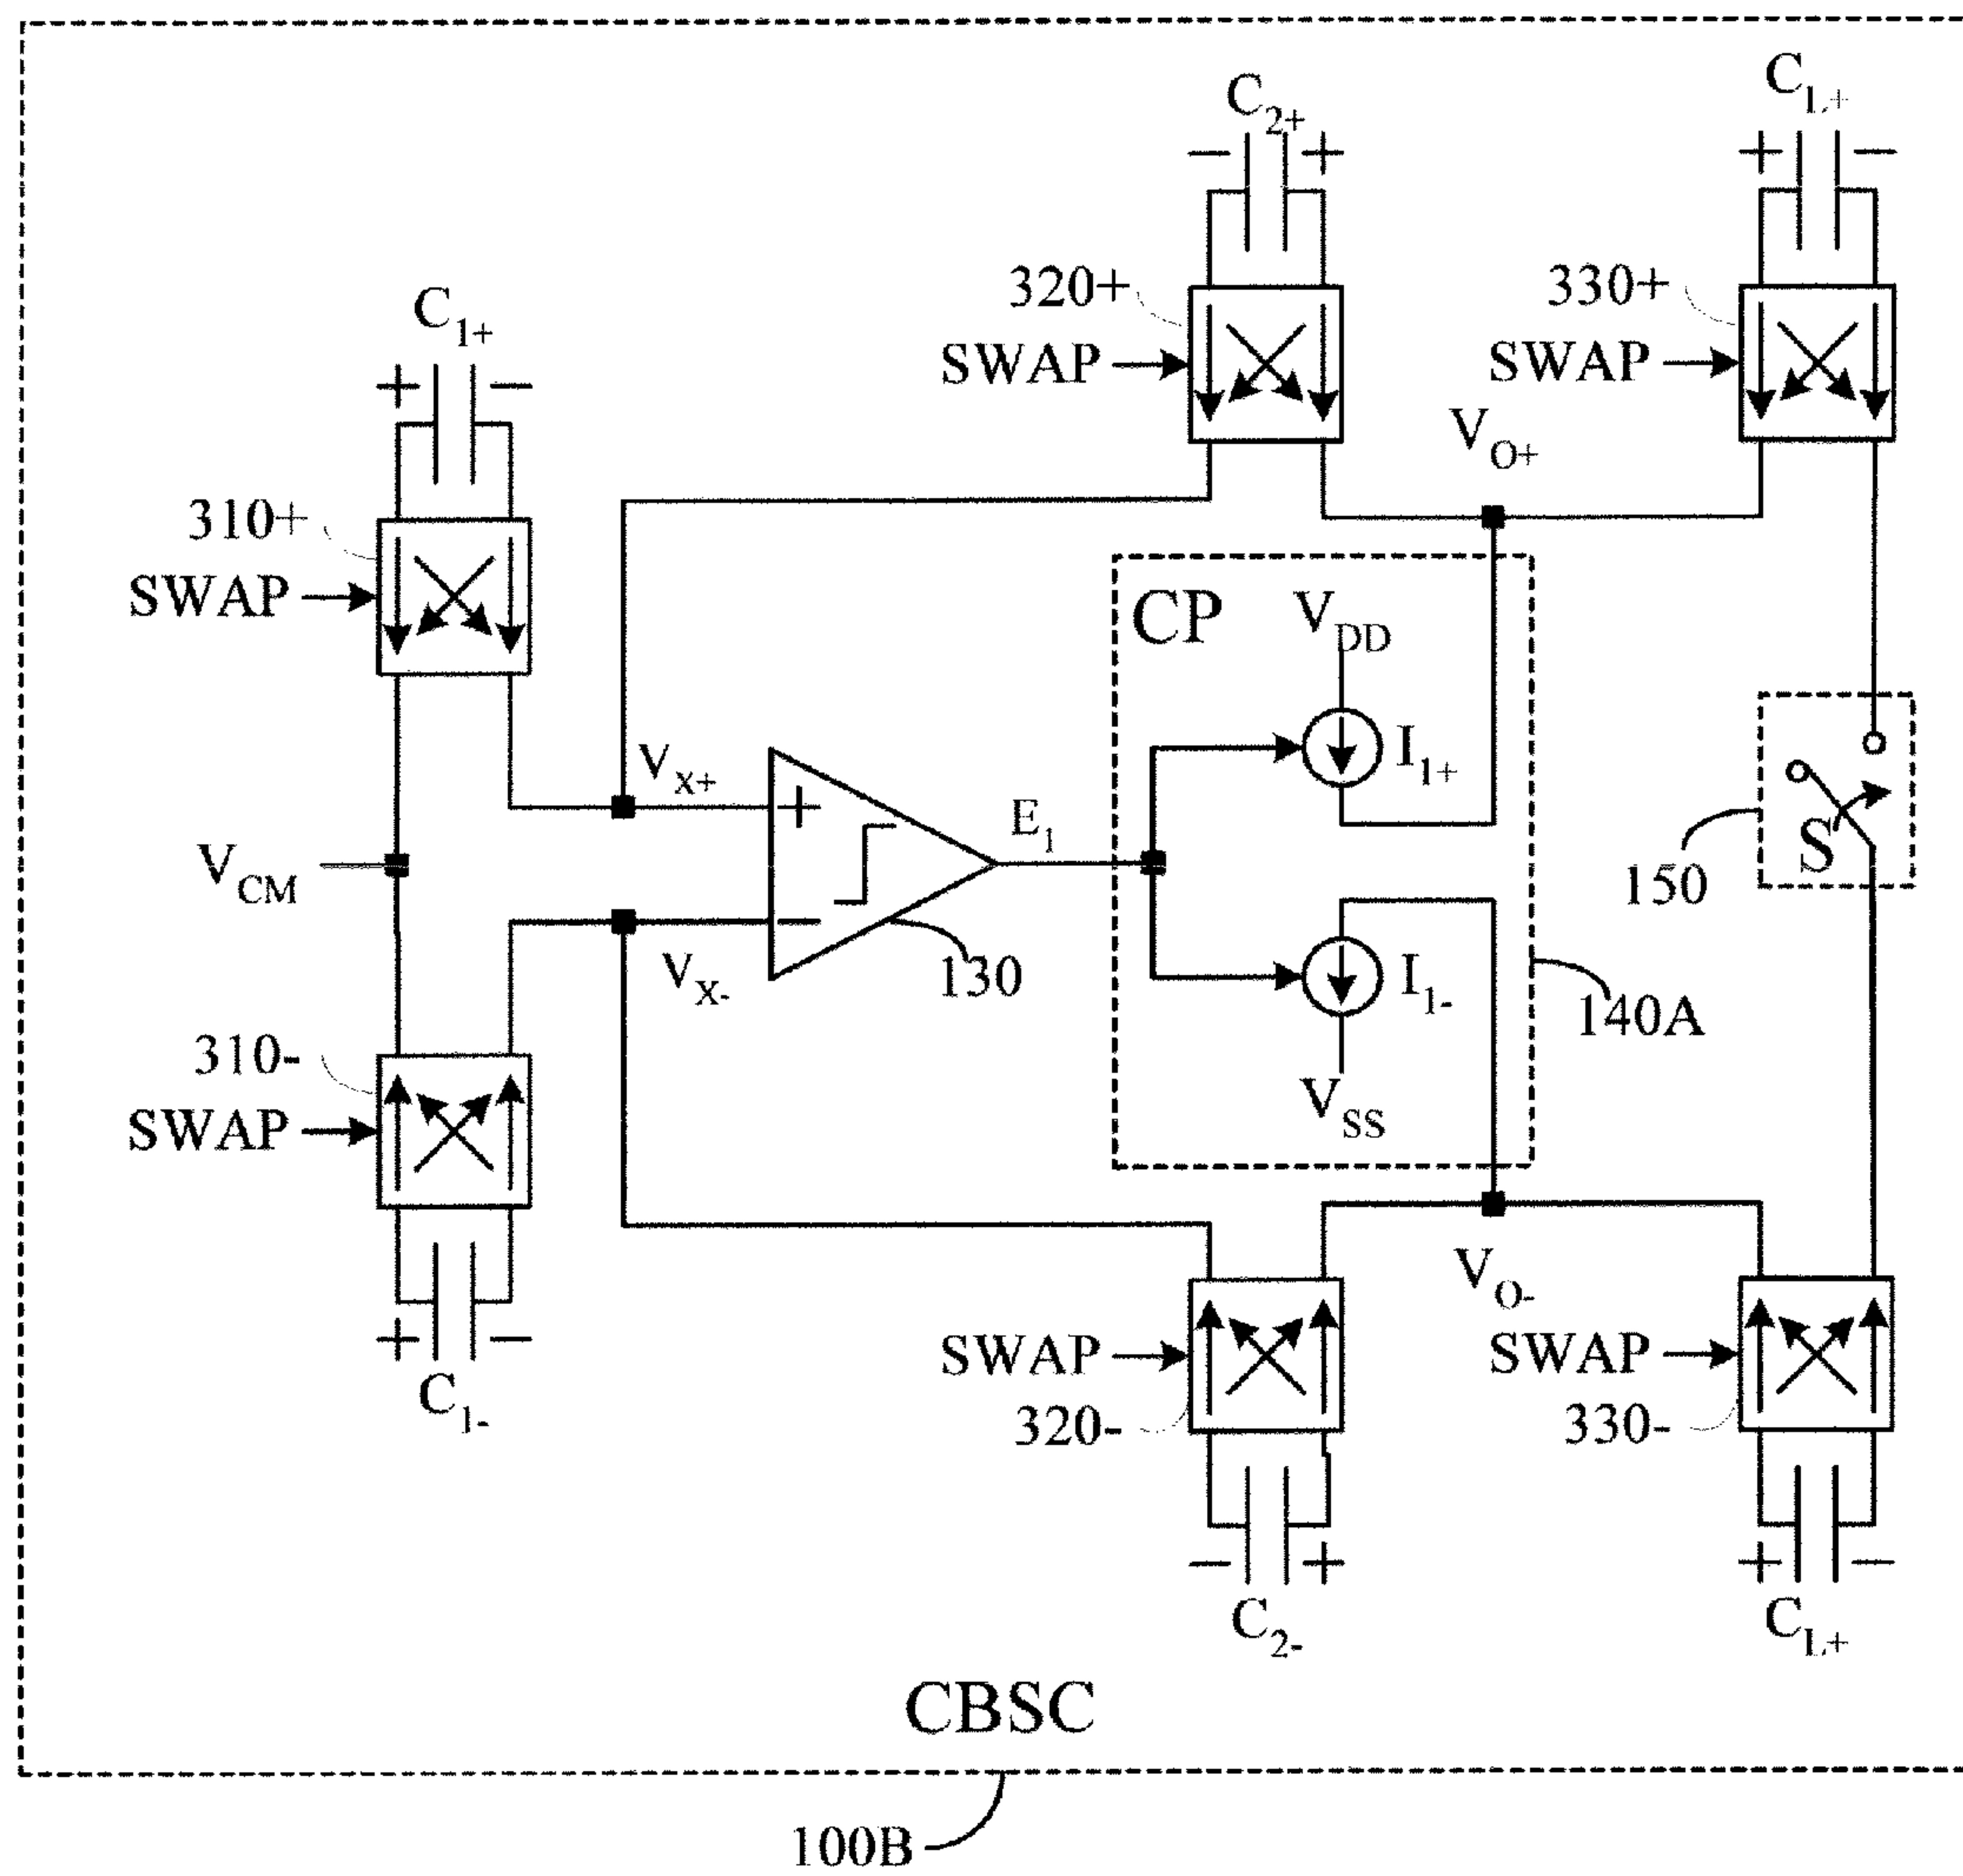 C2+
CL+
− +
+ −
320+
330+
C1+
SWAP
SWAP
+ −
VO+
310+
SWAP
CP
VDD
VX+
+
I1+
E1
VCM
S
150
−
VX-
130
I1-
140A
310-
SWAP
VSS
VO-
+ −
SWAP
SWAP
C1-
320-
330-
− +
+ −
C2-
CL+
CBSC
100B